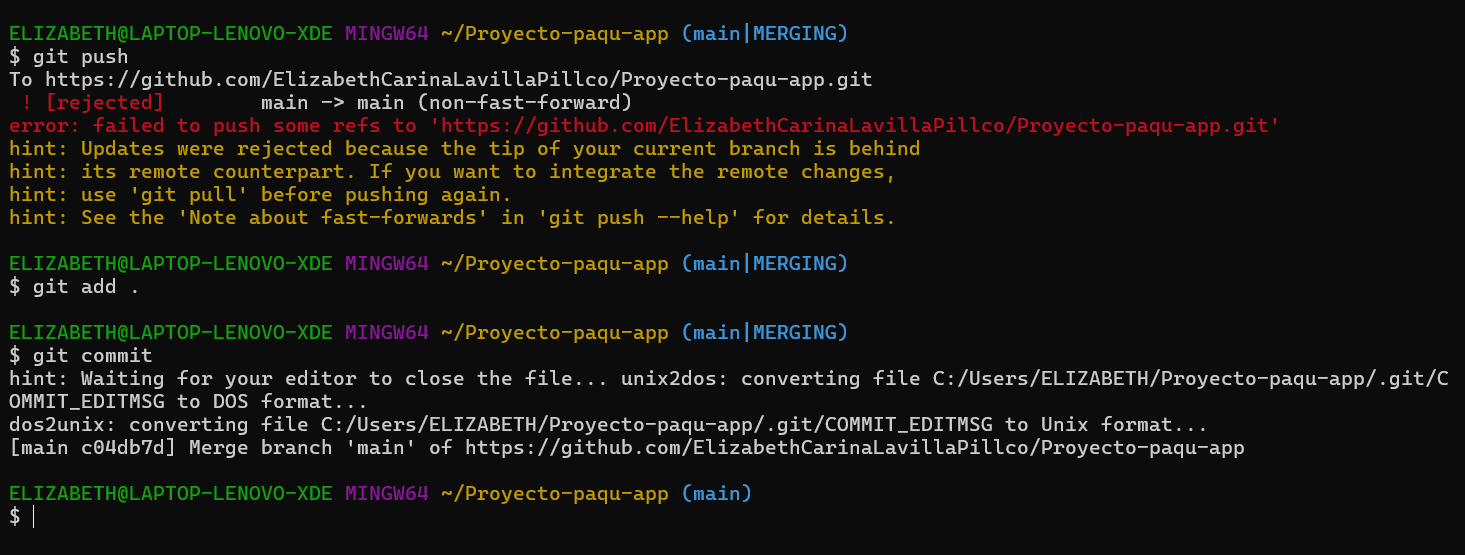 ELIZABETH@LAPTOP-LENOVO-XDE MINGW64 ~/Proyecto-paqu-app (main|MERGING)
$ git push
To https://github.com/ElizabethCarinaLavillaPillco/Proyecto-paqu-app.git
 ! [rejected]        main -> main (non-fast-forward)
error: failed to push some refs to 'https://github.com/ElizabethCarinaLavillaPillco/Proyecto-paqu-app.git'
hint: Updates were rejected because the tip of your current branch is behind
hint: its remote counterpart. If you want to integrate the remote changes,
hint: use 'git pull' before pushing again.
hint: See the 'Note about fast-forwards' in 'git push --help' for details.
ELIZABETH@LAPTOP-LENOVO-XDE MINGW64 ~/Proyecto-paqu-app (main|MERGING)
$ git add .
ELIZABETH@LAPTOP-LENOVO-XDE MINGW64 ~/Proyecto-paqu-app (main|MERGING)
$ git commit
hint: Waiting for your editor to close the file... unix2dos: converting file C:/Users/ELIZABETH/Proyecto-paqu-app/.git/C
OMMIT_EDITMSG to DOS format...
dos2unix: converting file C:/Users/ELIZABETH/Proyecto-paqu-app/.git/COMMIT_EDITMSG to Unix format...
[main c04db7d] Merge branch 'main' of https://github.com/ElizabethCarinaLavillaPillco/Proyecto-paqu-app
ELIZABETH@LAPTOP-LENOVO-XDE MINGW64 ~/Proyecto-paqu-app (main)
$